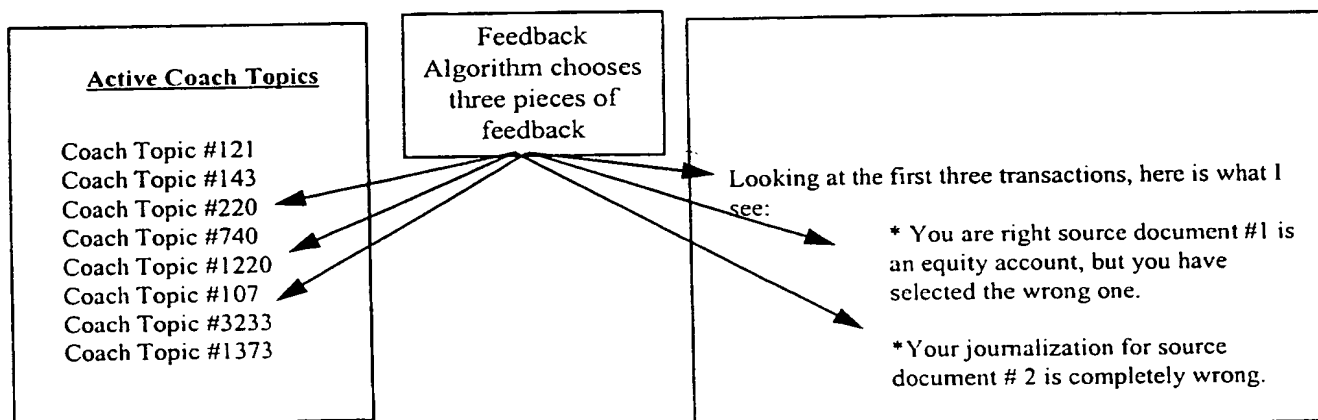 Active Coach Topics
Coach Topic #121
Coach Topic #143
Coach Topic #220
Coach Topic #740
Coach Topic #1220
Coach Topic #107
Coach Topic #3233
Coach Topic #1373
Feedback
Algorithm chooses
three pieces of
feedback
Looking at the first three transactions, here is what I
see:
* You are right source document #1 is
an equity account, but you have
selected the wrong one.
*Your journalization for source
document # 2 is completely wrong.